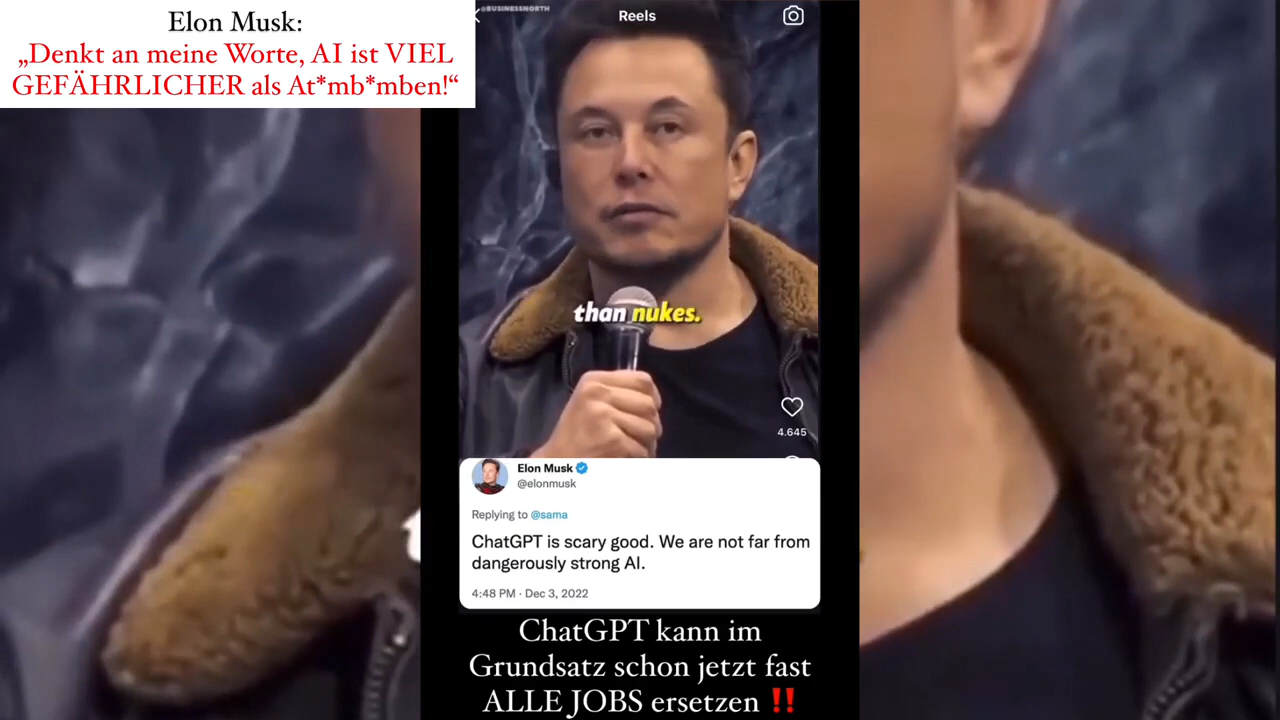 Elon Musk:
„Denkt an meine Worte, AI ist VIEL
GEFÄHRLICHER als At*mb*mben!“
@BUSINESSNORTH
Reels
than nukes.
4.645
Elon Musk
@elonmusk
Replying to @sama
ChatGPT is scary good. We are not far from
dangerously strong AI.
4:48 PM · Dec 3, 2022
ChatGPT kann im
Grundsatz schon jetzt fast
ALLE JOBS ersetzen ‼️